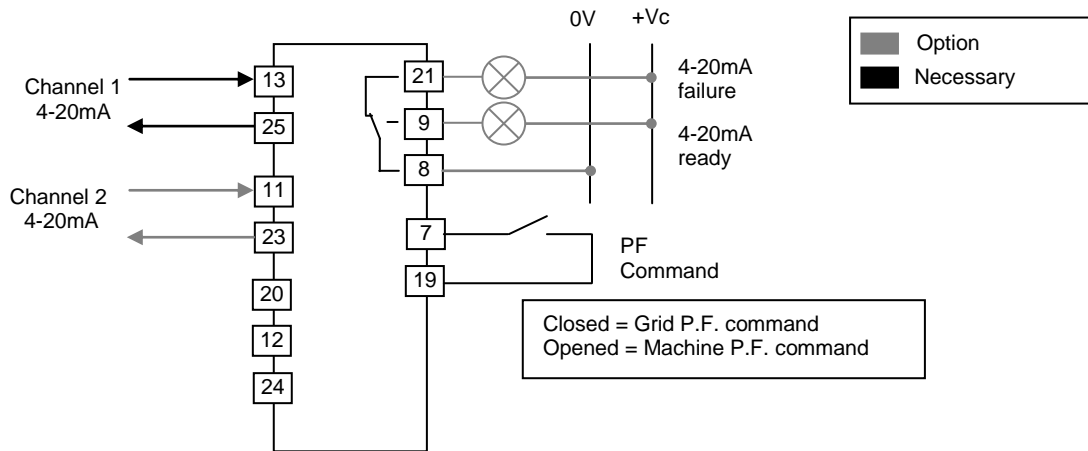 0V
+Vc
Option
Necessary
Channel 1
4-20mA
13
25
21
9
8
4-20mA
failure
4-20mA
ready
Channel 2
4-20mA
11
23
7
19
PF
Command
20
12
24
Closed = Grid P.F. command
Opened = Machine P.F. command